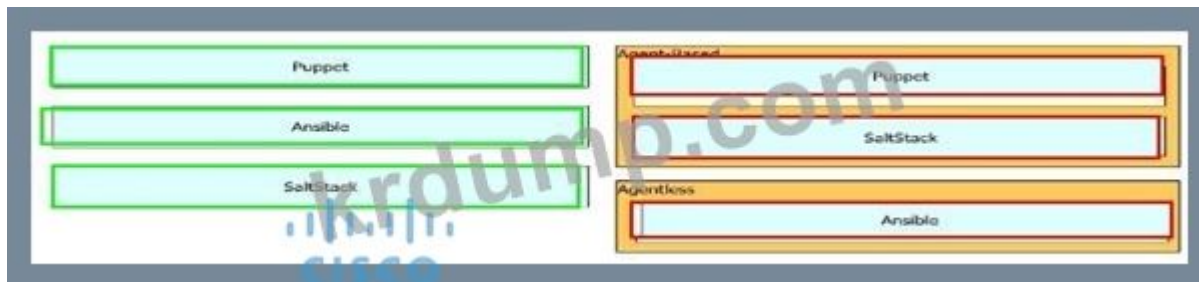 Puppet
Ansible
SaltStack
Agent-Based
Puppet
SaltStack
Agentless
Ansible
krdump.com
CISCO